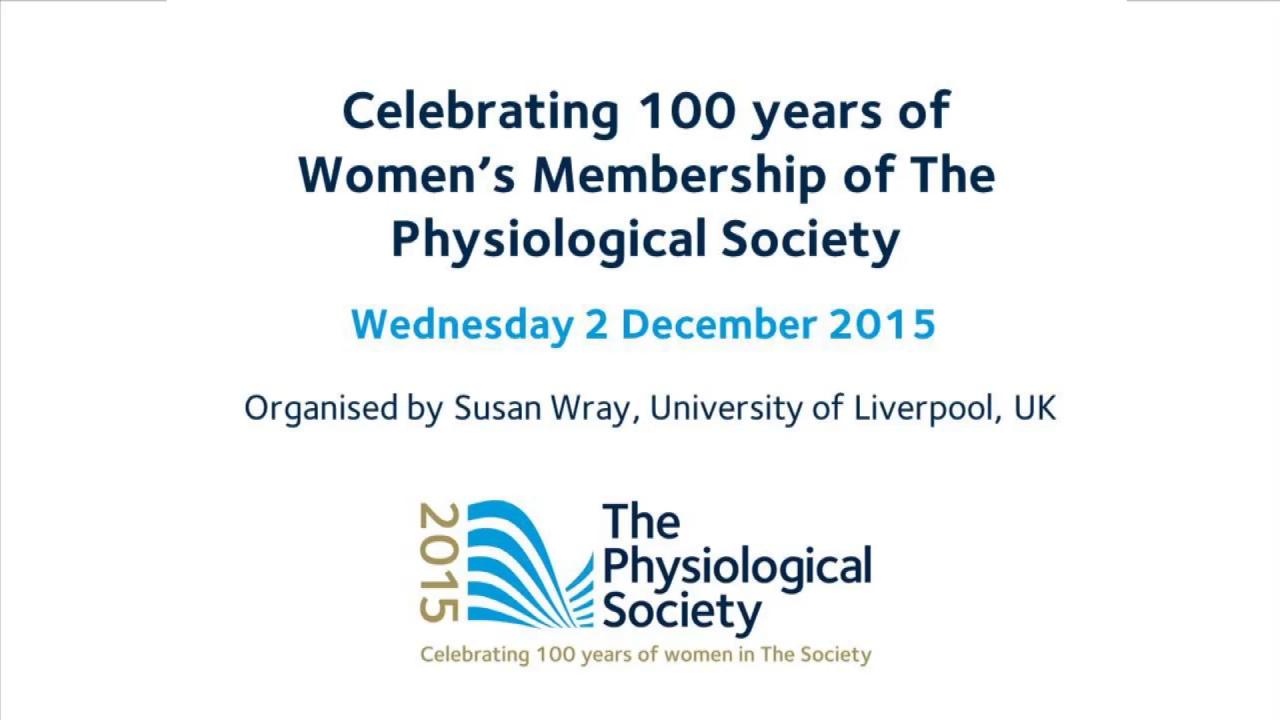 Celebrating 100 years of
Women’s Membership of The
Physiological Society
Wednesday 2 December 2015
Organised by Susan Wray, University of Liverpool, UK
2015
The
Physiological
Society
Celebrating 100 years of women in The Society